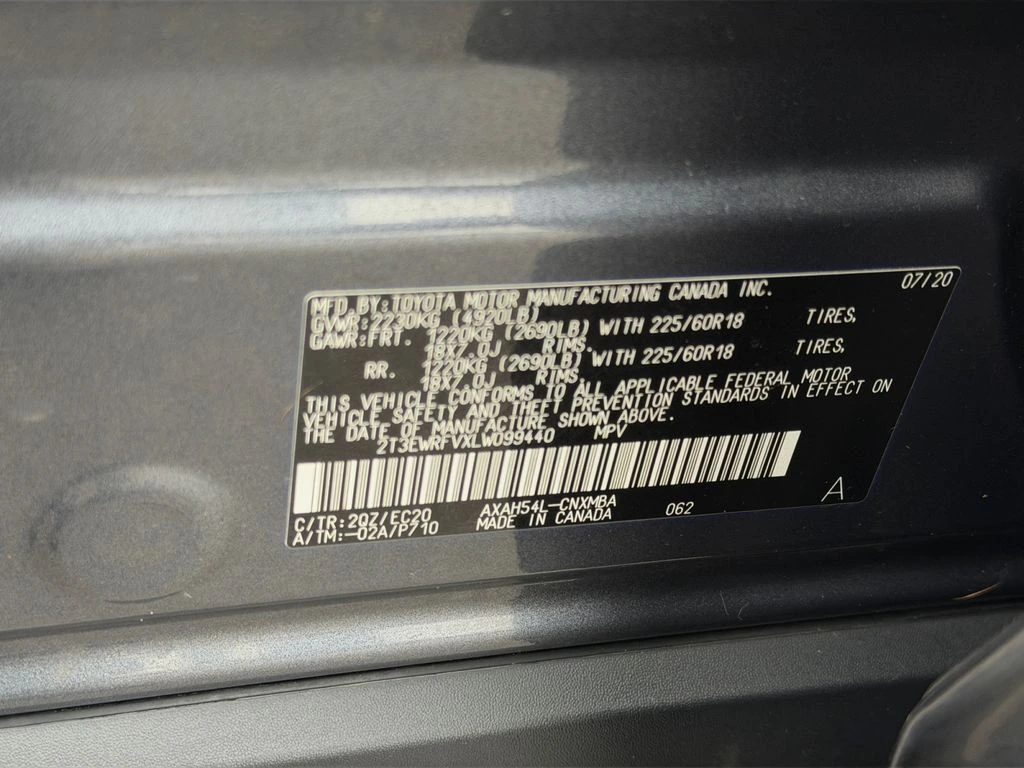 MFD BY:TOYOTA MOTOR MANUFACTURING CANADA INC. 07/20
GVWR:2230KG (4920LB)
GAWR:FRT. 1220KG (2690LB) WITH 225/60R18 TIRES,
18X7.0J RIMS
RR. 1220KG (2690LB) WITH 225/60R18 TIRES,
18X7.0J RIMS
THIS VEHICLE CONFORMS TO ALL APPLICABLE FEDERAL MOTOR
VEHICLE SAFETY AND THEFT PREVENTION STANDARDS IN EFFECT ON
THE DATE OF MANUFACTURE SHOWN ABOVE.
2T3EWRFVXLW099440 MPV
C/TR:2QZ/EC20 AXAH54L-CNXMBA
A/TM:-02A/P710 MADE IN CANADA 062 A